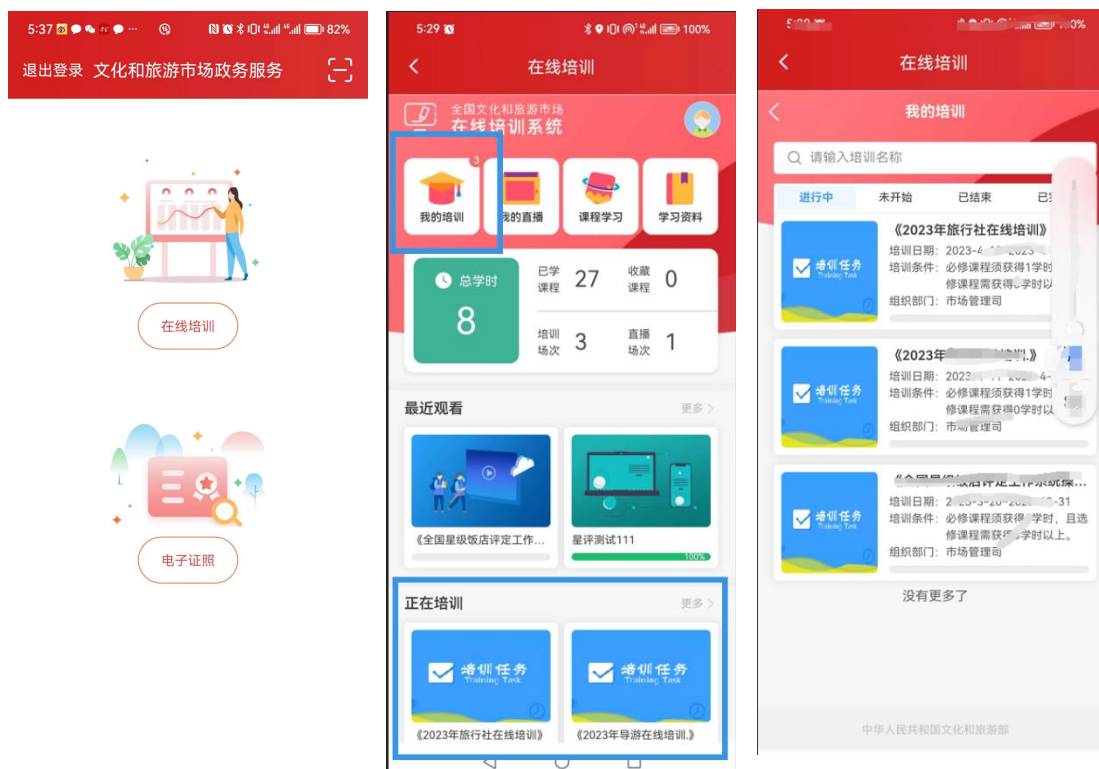 5:37
82%
退出登录 文化和旅游市场政务服务
在线培训
电子证照
5:29
100%
在线培训
全国文化和旅游市场
在线培训系统
3
我的培训
我的直播
课程学习
学习资料
总学时
8
已学课程 27
收藏课程 0
培训场次 3
直播场次 1
最近观看
更多
《全国星级饭店评定工作...
星评测试111
100%
正在培训
更多
培训任务
Training Task
培训任务
Training Task
《2023年旅行社在线培训》
《2023年导游在线培训.》
在线培训
我的培训
请输入培训名称
进行中
未开始
已结束
培训任务
Training Task
《2023年旅行社在线培训》
培训日期：2023-4-
培训条件：必修课程须获得1学时
修课程需获得 学时以
组织部门：市场管理司
培训任务
Training Task
《2023年
培训日期：2023
培训条件：必修课程须获得1学时
修课程需获得0学时以
组织部门：市场管理司
培训任务
Training Task
培训日期：
-31
培训条件：必修课程须获得 学时，且选
修课程需获得 学时以上。
组织部门：市场管理司
没有更多了
中华人民共和国文化和旅游部